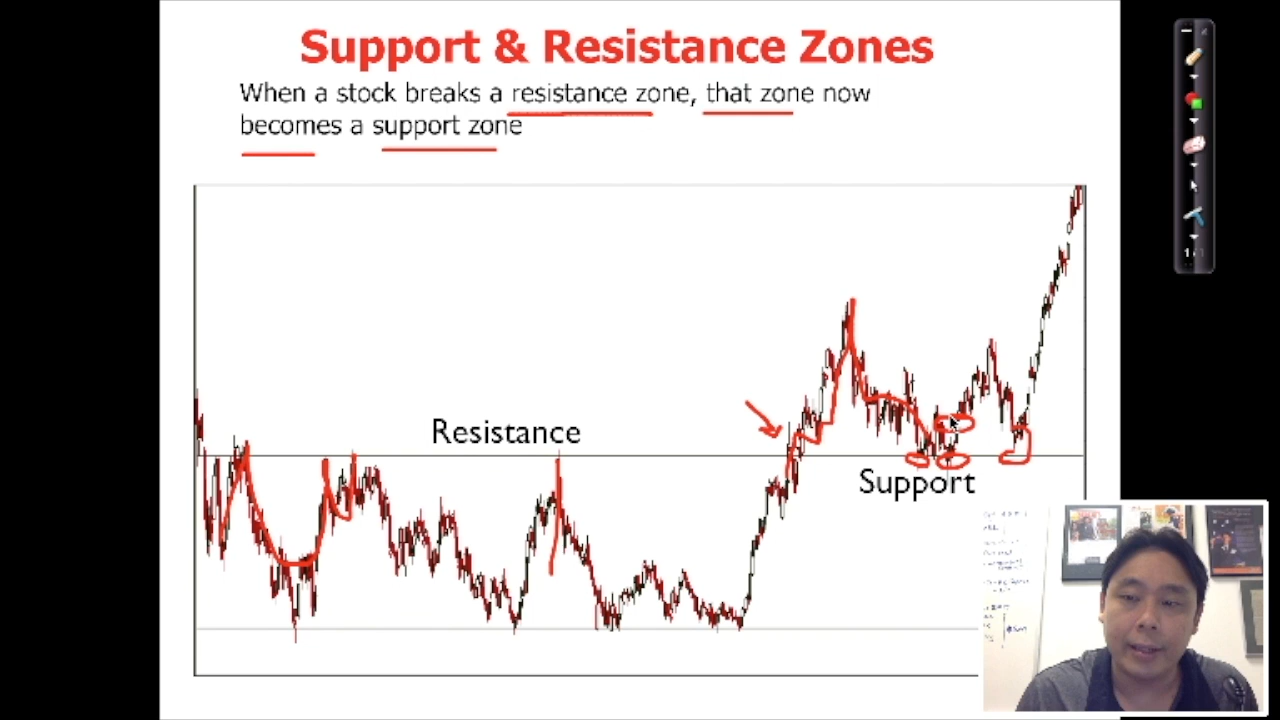 Support & Resistance Zones
When a stock breaks a resistance zone, that zone now
becomes a support zone
Resistance
Support